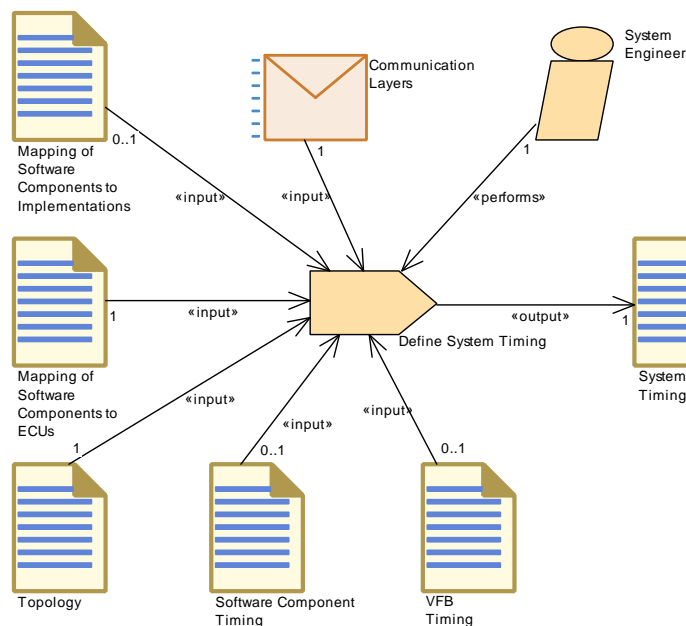 System
Engineer
Communication
Layers
0..1
1
1
Mapping of
Software
Components to
Implementations
«input»
«input»
«performs»
1
«input»
«output»
1
Define System Timing
Mapping of
Software
Components to
ECUs
System
Timing
«input»
«input»
«input»
1
0..1
0..1
Topology
Software Component
Timing
VFB
Timing